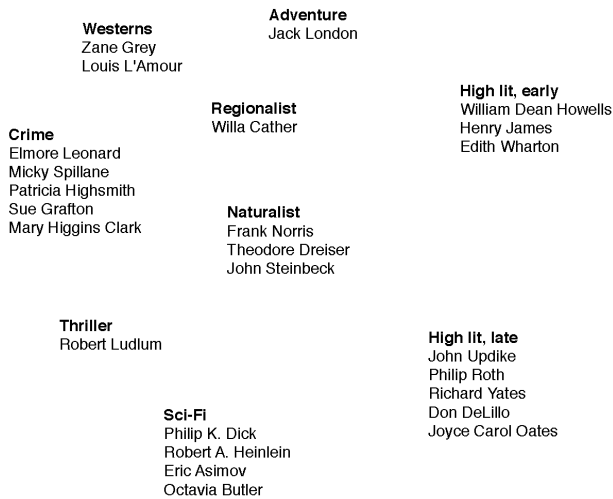 Adventure
Jack London
Westerns
Zane Grey
Louis L'Amour
High lit, early
William Dean Howells
Henry James
Edith Wharton
Regionalist
Willa Cather
Crime
Elmore Leonard
Micky Spillane
Patricia Highsmith
Sue Grafton
Mary Higgins Clark
Naturalist
Frank Norris
Theodore Dreiser
John Steinbeck
Thriller
Robert Ludlum
High lit, late
John Updike
Philip Roth
Richard Yates
Don DeLillo
Joyce Carol Oates
Sci-Fi
Philip K. Dick
Robert A. Heinlein
Eric Asimov
Octavia Butler